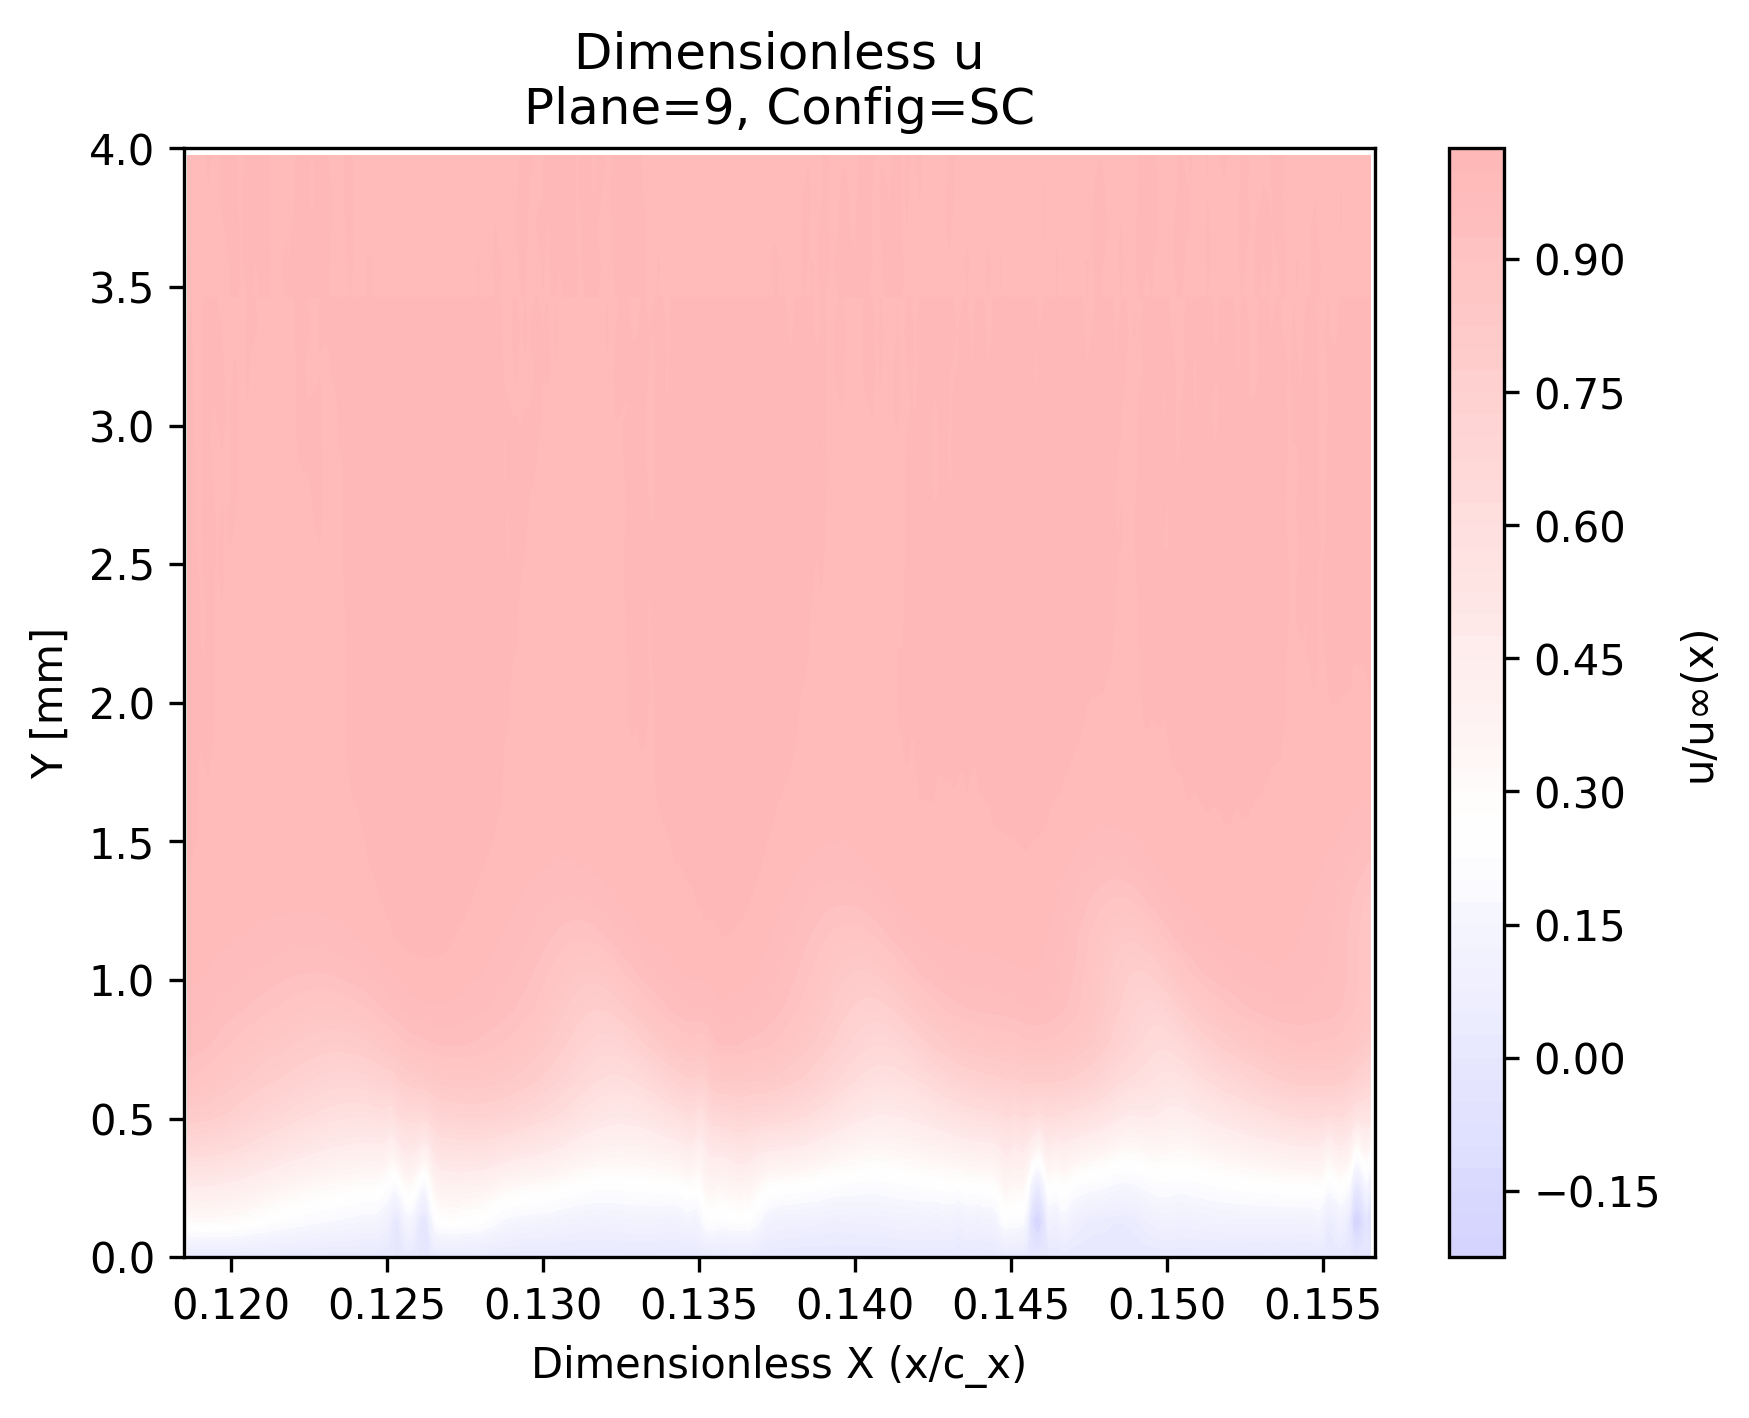 Dimensionless u
Plane=9, Config=SC
4.0
3.5
3.0
2.5
2.0
1.5
1.0
0.5
0.0
Y [mm]
0.120 0.125 0.130 0.135 0.140 0.145 0.150 0.155
Dimensionless X (x/c_x)
0.90
0.75
0.60
0.45
0.30
0.15
0.00
−0.15
u/u∞(x)